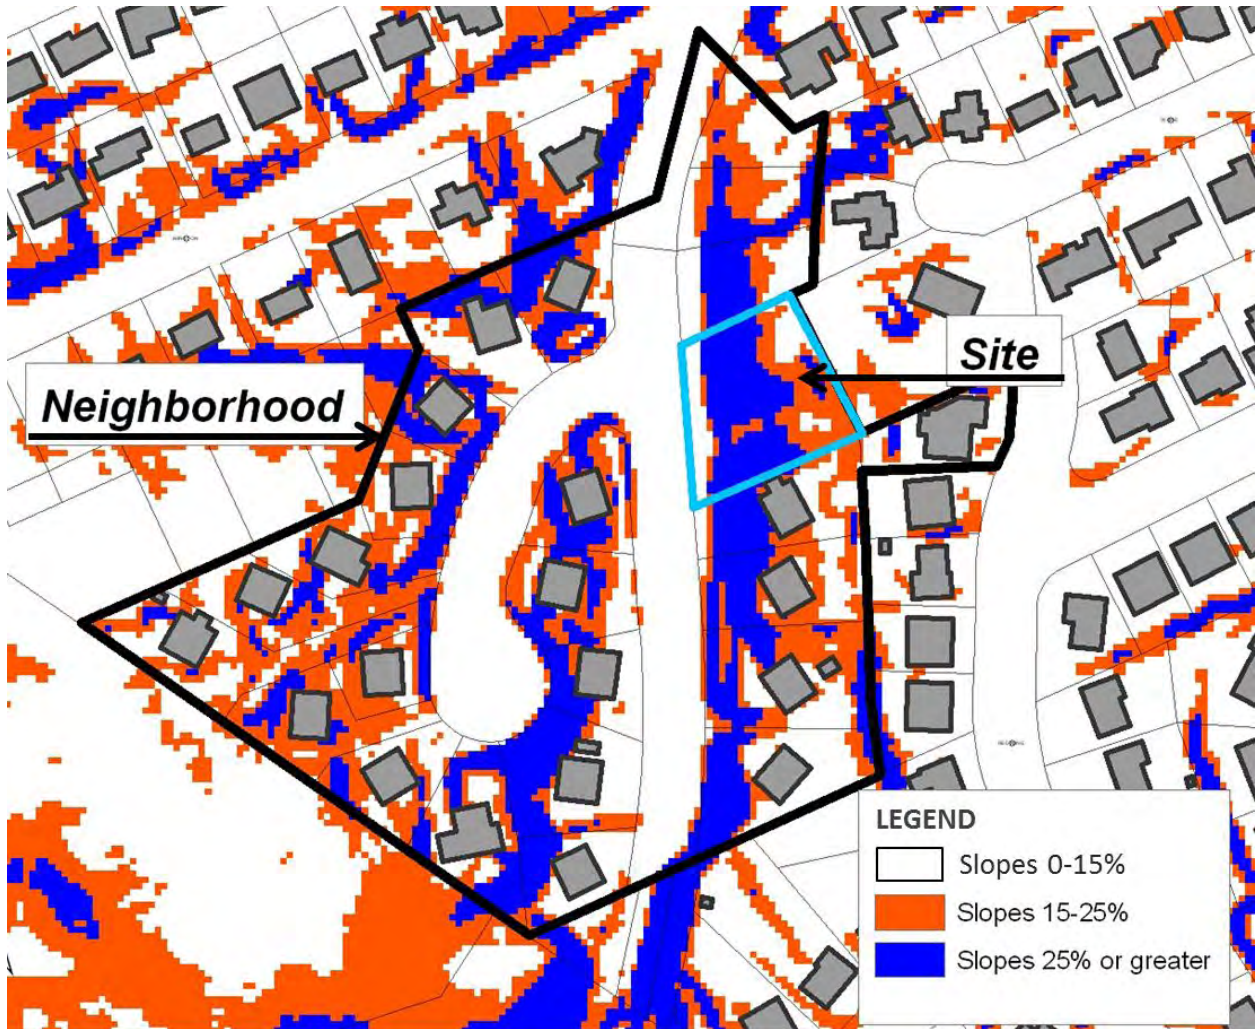 Site
Neighborhood
LEGEND
Slopes 0-15%
Slopes 15-25%
Slopes 25% or greater